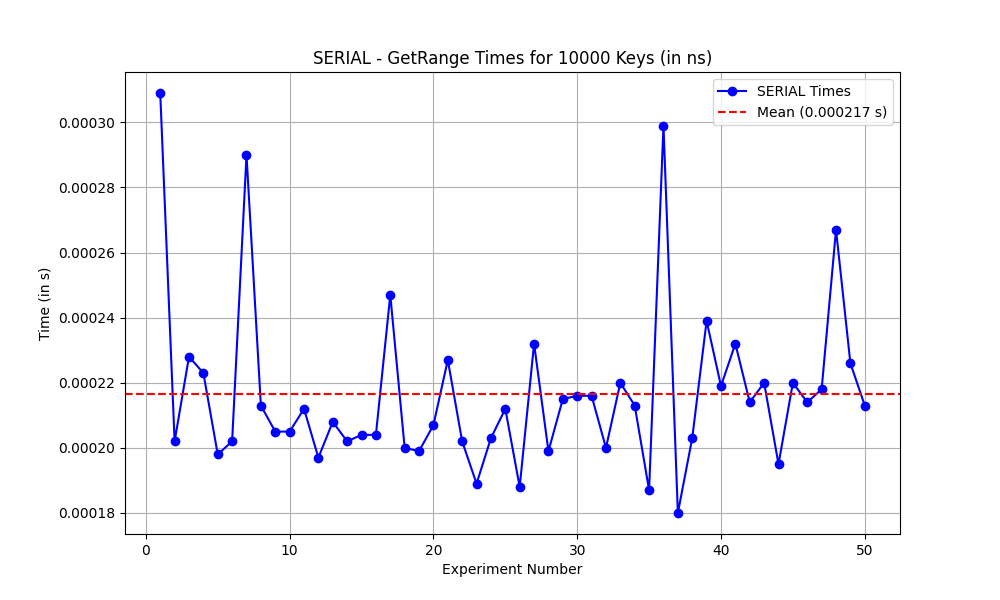 SERIAL - GetRange Times for 10000 Keys (in ns)
SERIAL Times
Mean (0.000217 s)
Time (in s)
0.00030
0.00028
0.00026
0.00024
0.00022
0.00020
0.00018
0 10 20 30 40 50
Experiment Number